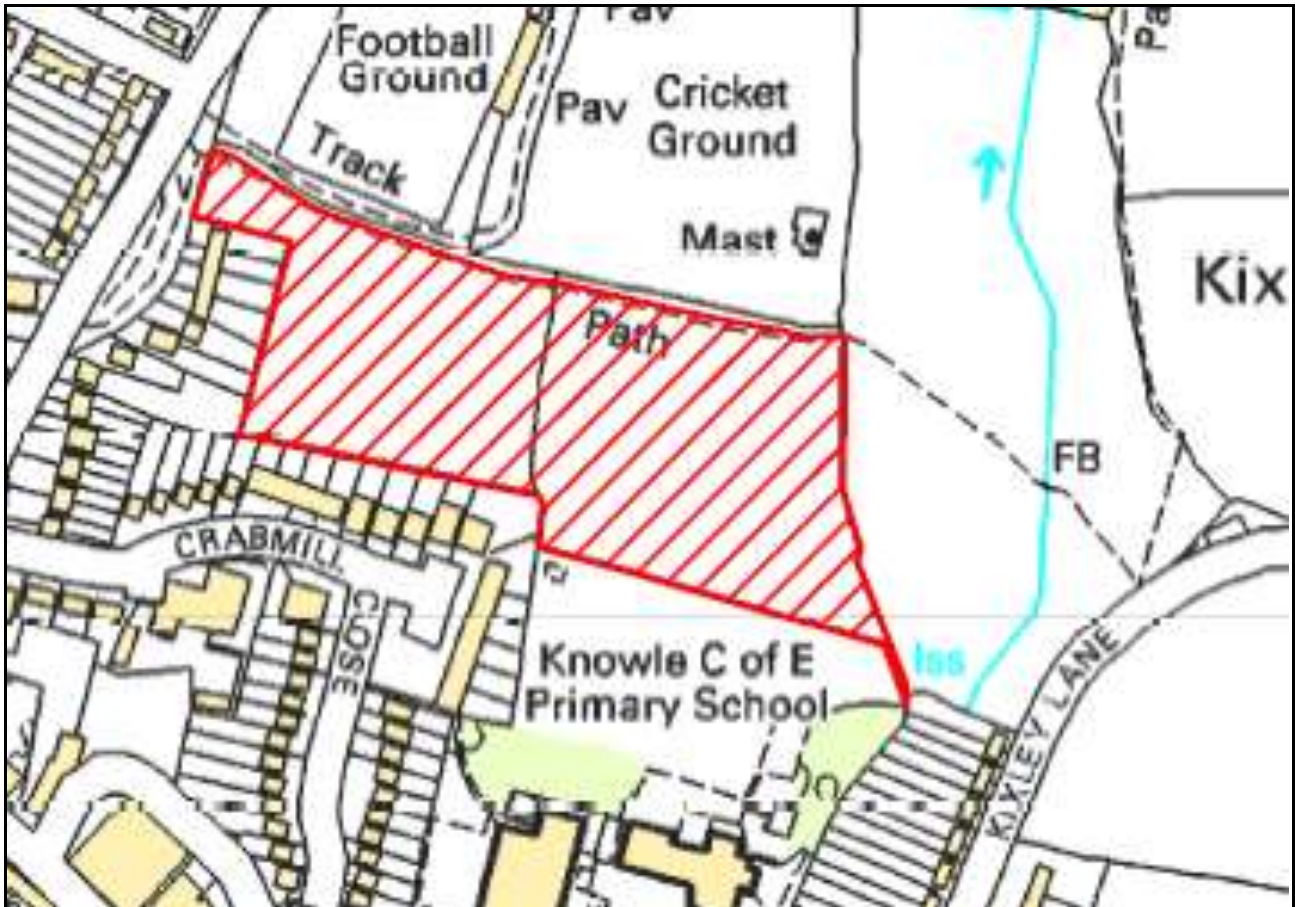 Pav
Football
Ground
Pav
Cricket
Ground
Pa
Track
Mast
Kix
Path
FB
CRABMILL
CLOSE
Knowle C of E
Primary School
Iss
KIXLEY LANE